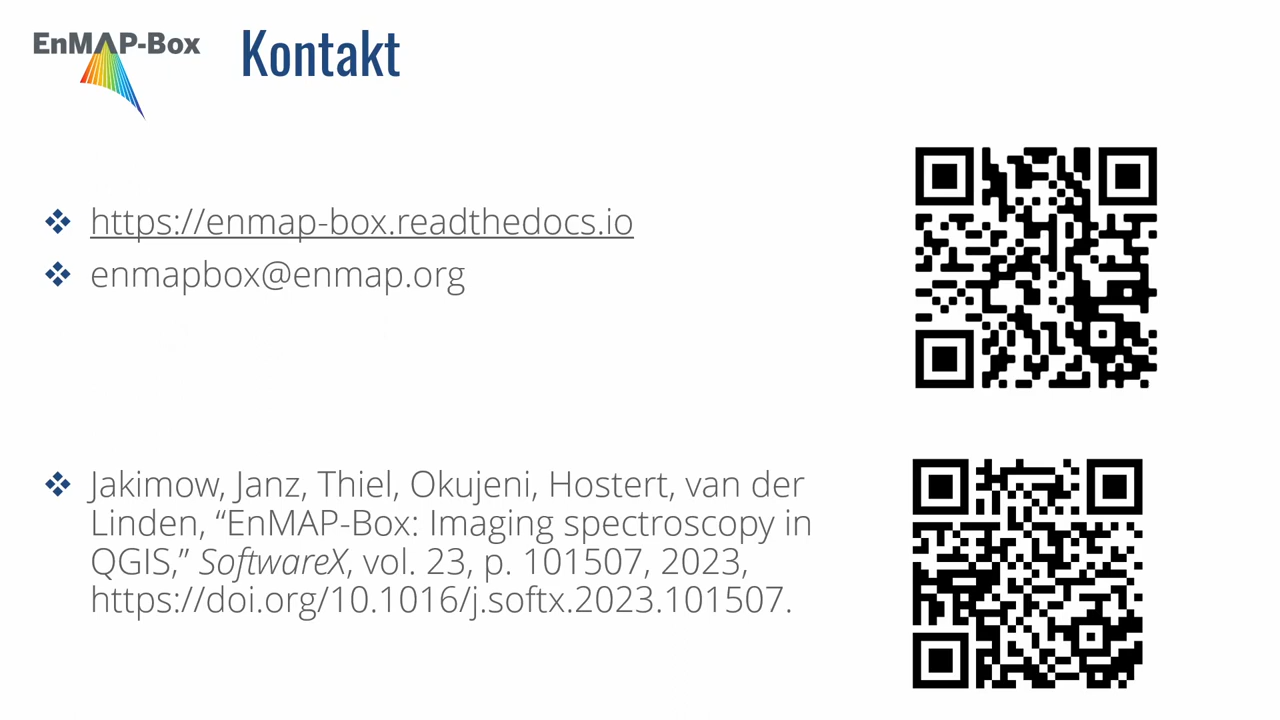 EnMAP-Box
Kontakt
https://enmap-box.readthedocs.io
enmapbox@enmap.org
Jakimow, Janz, Thiel, Okujeni, Hostert, van der
Linden, “EnMAP-Box: Imaging spectroscopy in
QGIS,” SoftwareX, vol. 23, p. 101507, 2023,
https://doi.org/10.1016/j.softx.2023.101507.